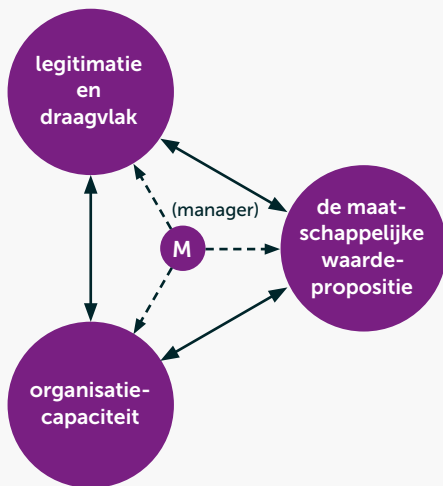 legitimatie
en
draagvlak
(manager)
M
de maat-
schappelijke
waarde-
propositie
organisatie-
capaciteit